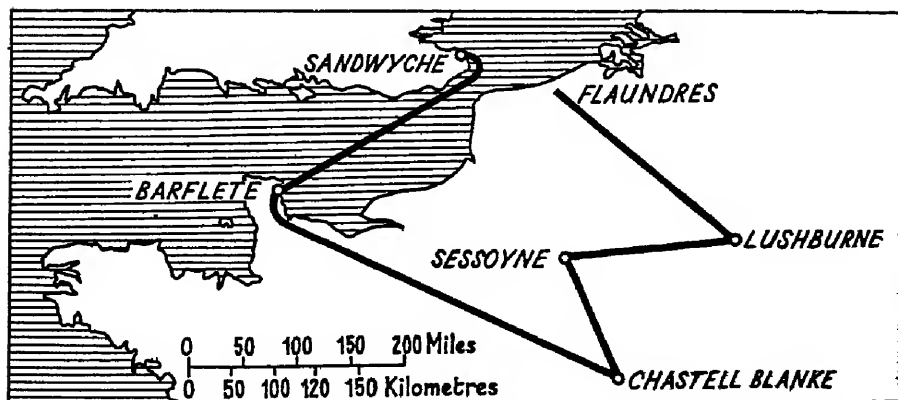 SANDWYCHE
FLAUNDRES
BARFLETE
LUSHBURNE
SESSOYNE
0 50 100 150 200 Miles
0 50 100 120 150 Kilometres
CHASTELL BLANKE